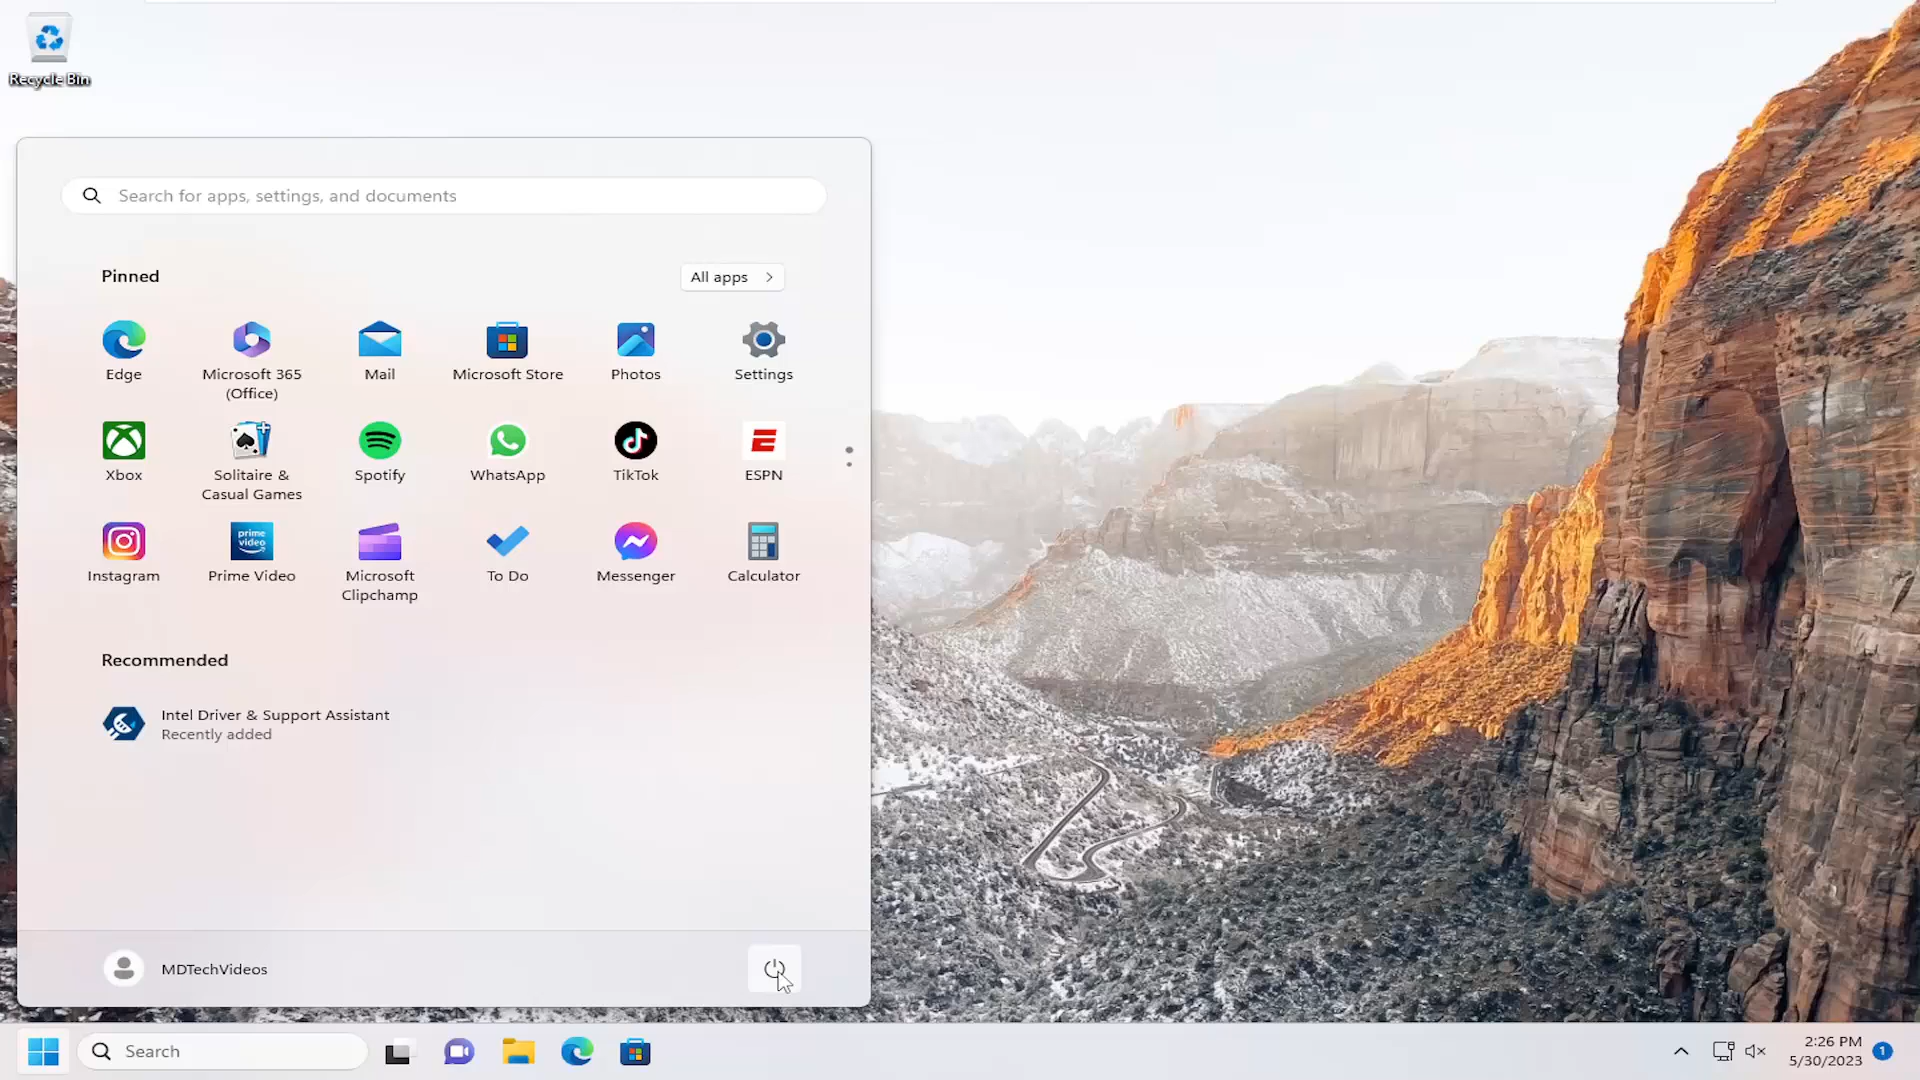 Recycle Bin
Search for apps, settings, and documents
Pinned
All apps
Edge
Microsoft 365
(Office)
Mail
Microsoft Store
Photos
Settings
Xbox
Solitaire &
Casual Games
Spotify
WhatsApp
TikTok
ESPN
prime
video
Instagram
Prime Video
Microsoft
Clipchamp
To Do
Messenger
Calculator
Recommended
Intel Driver & Support Assistant
Recently added
MDTechVideos
Search
2:26 PM
5/30/2023
1